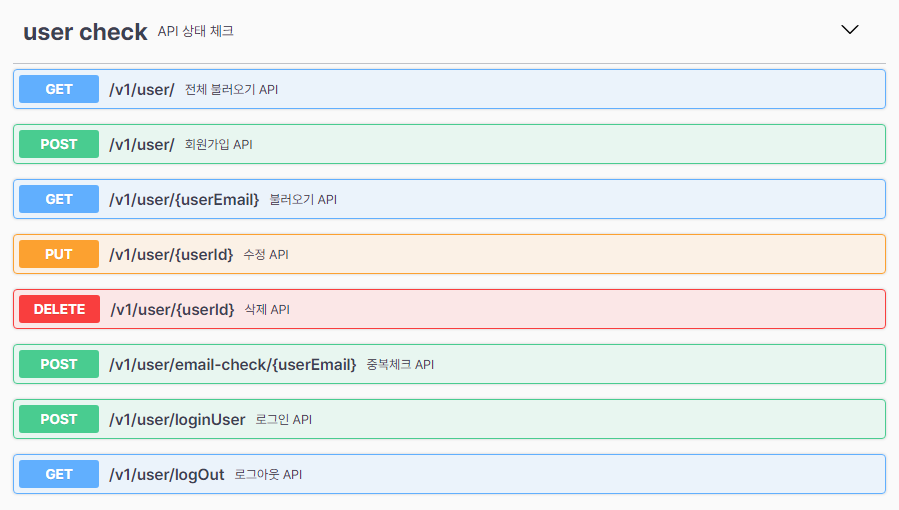 user check API 상태 체크
GET /v1/user/ 전체 불러오기 API
POST /v1/user/ 회원가입 API
GET /v1/user/{userEmail} 불러오기 API
PUT /v1/user/{userId} 수정 API
DELETE /v1/user/{userId} 삭제 API
POST /v1/user/email-check/{userEmail} 중복체크 API
POST /v1/user/loginUser 로그인 API
GET /v1/user/logOut 로그아웃 API